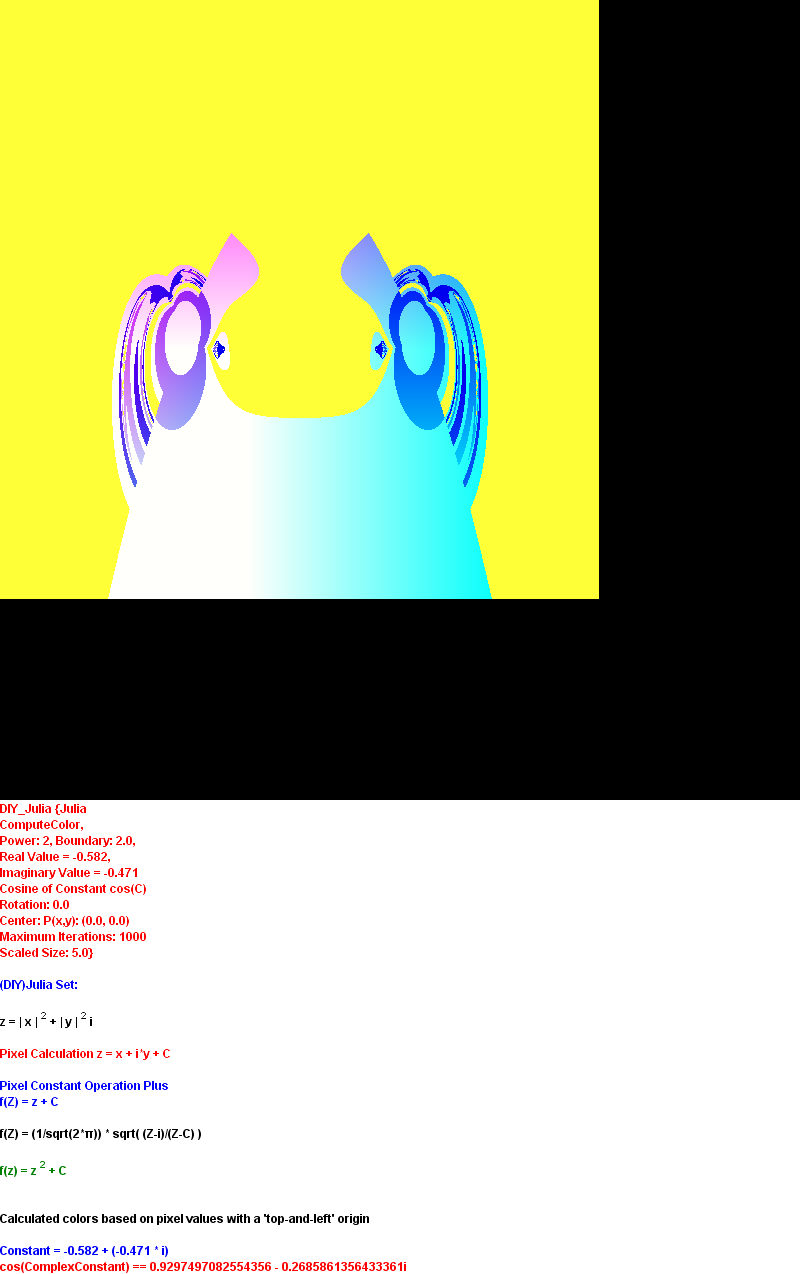 DIY_Julia {Julia
ComputeColor,
Power: 2, Boundary: 2.0,
Real Value = -0.582,
Imaginary Value = -0.471
Cosine of Constant cos(C)
Rotation: 0.0
Center: P(x,y): (0.0, 0.0)
Maximum Iterations: 1000
Scaled Size: 5.0}
(DIY)Julia Set:
z = | x | 2 + | y | 2 i
Pixel Calculation z = x + i*y + C
Pixel Constant Operation Plus
f(Z) = z + C
f(Z) = (1/sqrt(2*π)) * sqrt( (Z-i)/(Z-C) )
f(z) = z 2 + C
Calculated colors based on pixel values with a 'top-and-left' origin
Constant = -0.582 + (-0.471 * i)
cos(ComplexConstant) == 0.9297497082554356 - 0.2685861356433361i